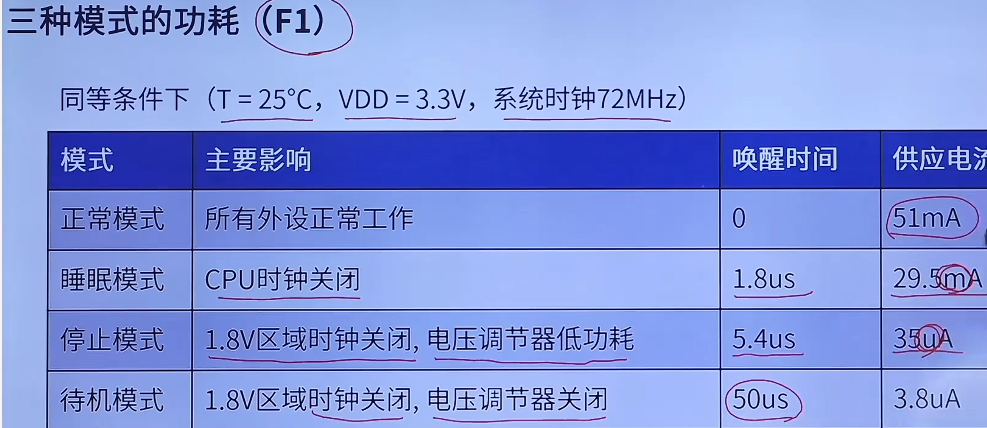 三种模式的功耗（F1）
同等条件下（T = 25℃，VDD = 3.3V，系统时钟72MHz）
模式 主要影响 唤醒时间 供应电流
正常模式 所有外设正常工作 0 51mA
睡眠模式 CPU时钟关闭 1.8us 29.5mA
停止模式 1.8V区域时钟关闭, 电压调节器低功耗 5.4us 35uA
待机模式 1.8V区域时钟关闭, 电压调节器关闭 50us 3.8uA